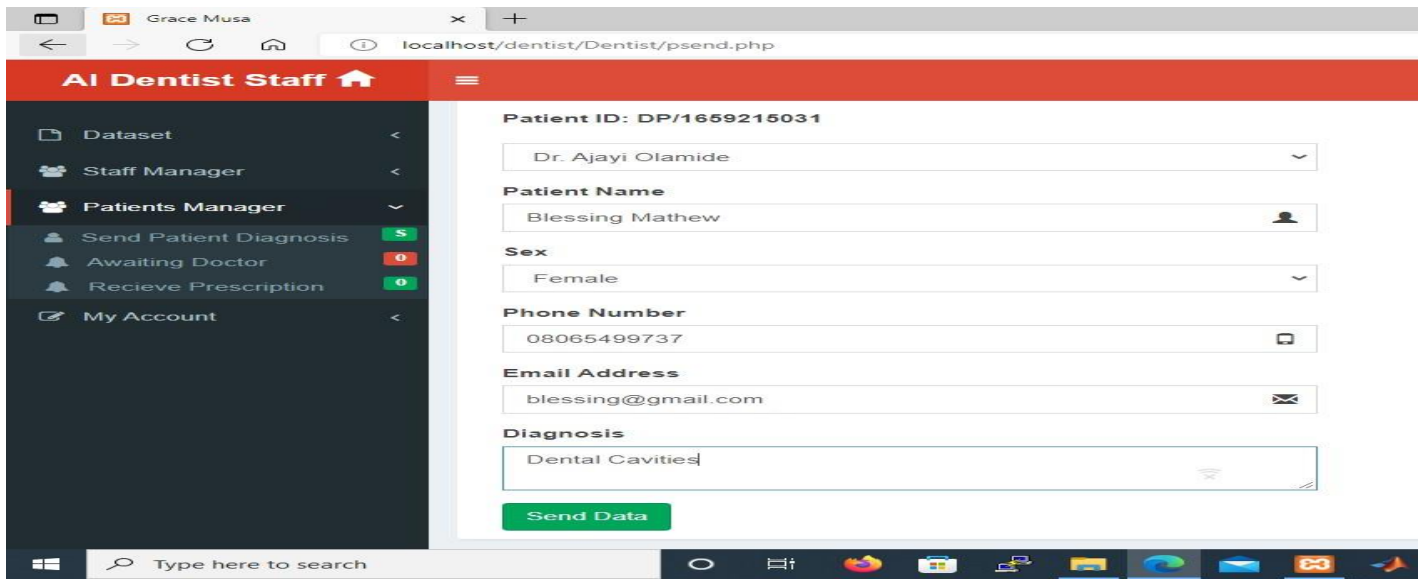 Grace Musa
localhost/dentist/Dentist/psend.php
AI Dentist Staff
Dataset
Staff Manager
Patients Manager
Send Patient Diagnosis S
Awaiting Doctor 0
Recieve Prescription 0
My Account
Patient ID: DP/1659215031
Dr. Ajayi Olamide
Patient Name
Blessing Mathew
Sex
Female
Phone Number
08065499737
Email Address
blessing@gmail.com
Diagnosis
Dental Cavities
Send Data
Type here to search